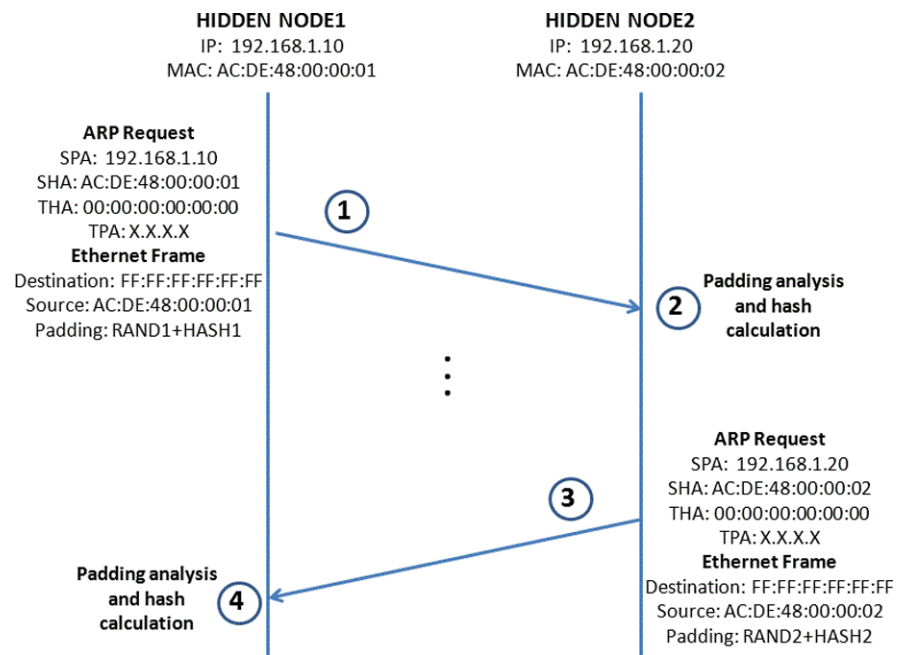 HIDDEN NODE1
IP: 192.168.1.10
MAC: AC:DE:48:00:00:01
HIDDEN NODE2
IP: 192.168.1.20
MAC: AC:DE:48:00:00:02
ARP Request
SPA: 192.168.1.10
SHA: AC:DE:48:00:00:01
THA: 00:00:00:00:00:00
TPA: X.X.X.X
Ethernet Frame
Destination: FF:FF:FF:FF:FF:FF
Source: AC:DE:48:00:00:01
Padding: RAND1+HASH1
1
2
Padding analysis
and hash
calculation
ARP Request
SPA: 192.168.1.20
SHA: AC:DE:48:00:00:02
THA: 00:00:00:00:00:00
TPA: X.X.X.X
Ethernet Frame
Destination: FF:FF:FF:FF:FF:FF
Source: AC:DE:48:00:00:02
Padding: RAND2+HASH2
3
Padding analysis
and hash
calculation
4